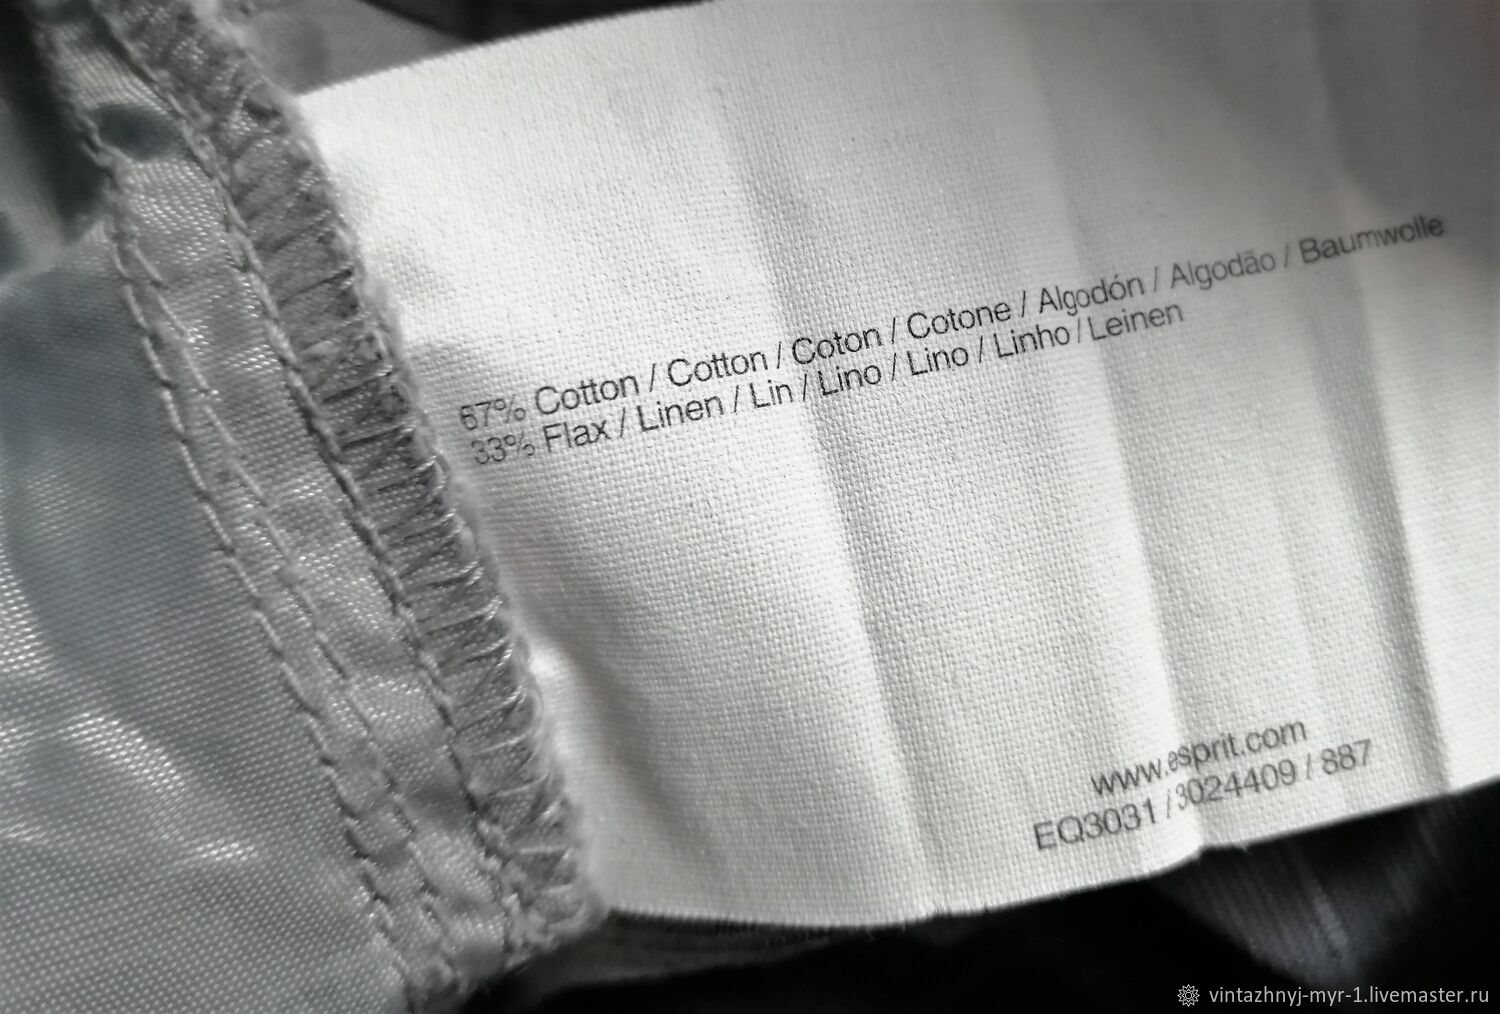 67% Cotton / Cotton / Coton / Cotone / Algodón / Algodão / Baumwolle
33% Flax / Linen / Lin / Lino / Lino / Linho / Leinen
www.esprit.com
EQ3031 / 3024409 / 887
vintazhnyj-myr-1.livemaster.ru